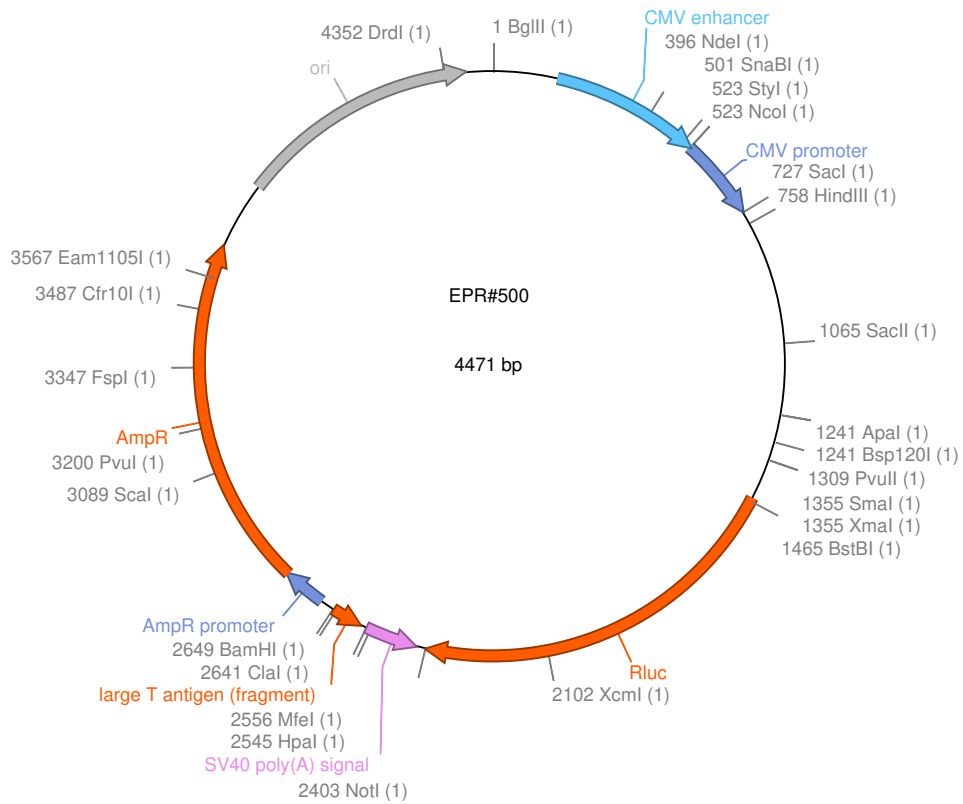 4352 DrdI (1)
1 BglII (1)
CMV enhancer
396 NdeI (1)
501 SnaBI (1)
523 StyI (1)
523 NcoI (1)
ori
CMV promoter
727 SacI (1)
758 HindIII (1)
3567 Eam1105I (1)
3487 Cfr10I (1)
EPR#500
1065 SacII (1)
3347 FspI (1)
4471 bp
AmpR
3200 PvuI (1)
3089 ScaI (1)
1241 ApaI (1)
1241 Bsp120I (1)
1309 PvuII (1)
1355 SmaI (1)
1355 XmaI (1)
1465 BstBI (1)
AmpR promoter
2649 BamHI (1)
2641 ClaI (1)
large T antigen (fragment)
2556 MfeI (1)
2545 HpaI (1)
SV40 poly(A) signal
2403 NotI (1)
Rluc
2102 XcmI (1)